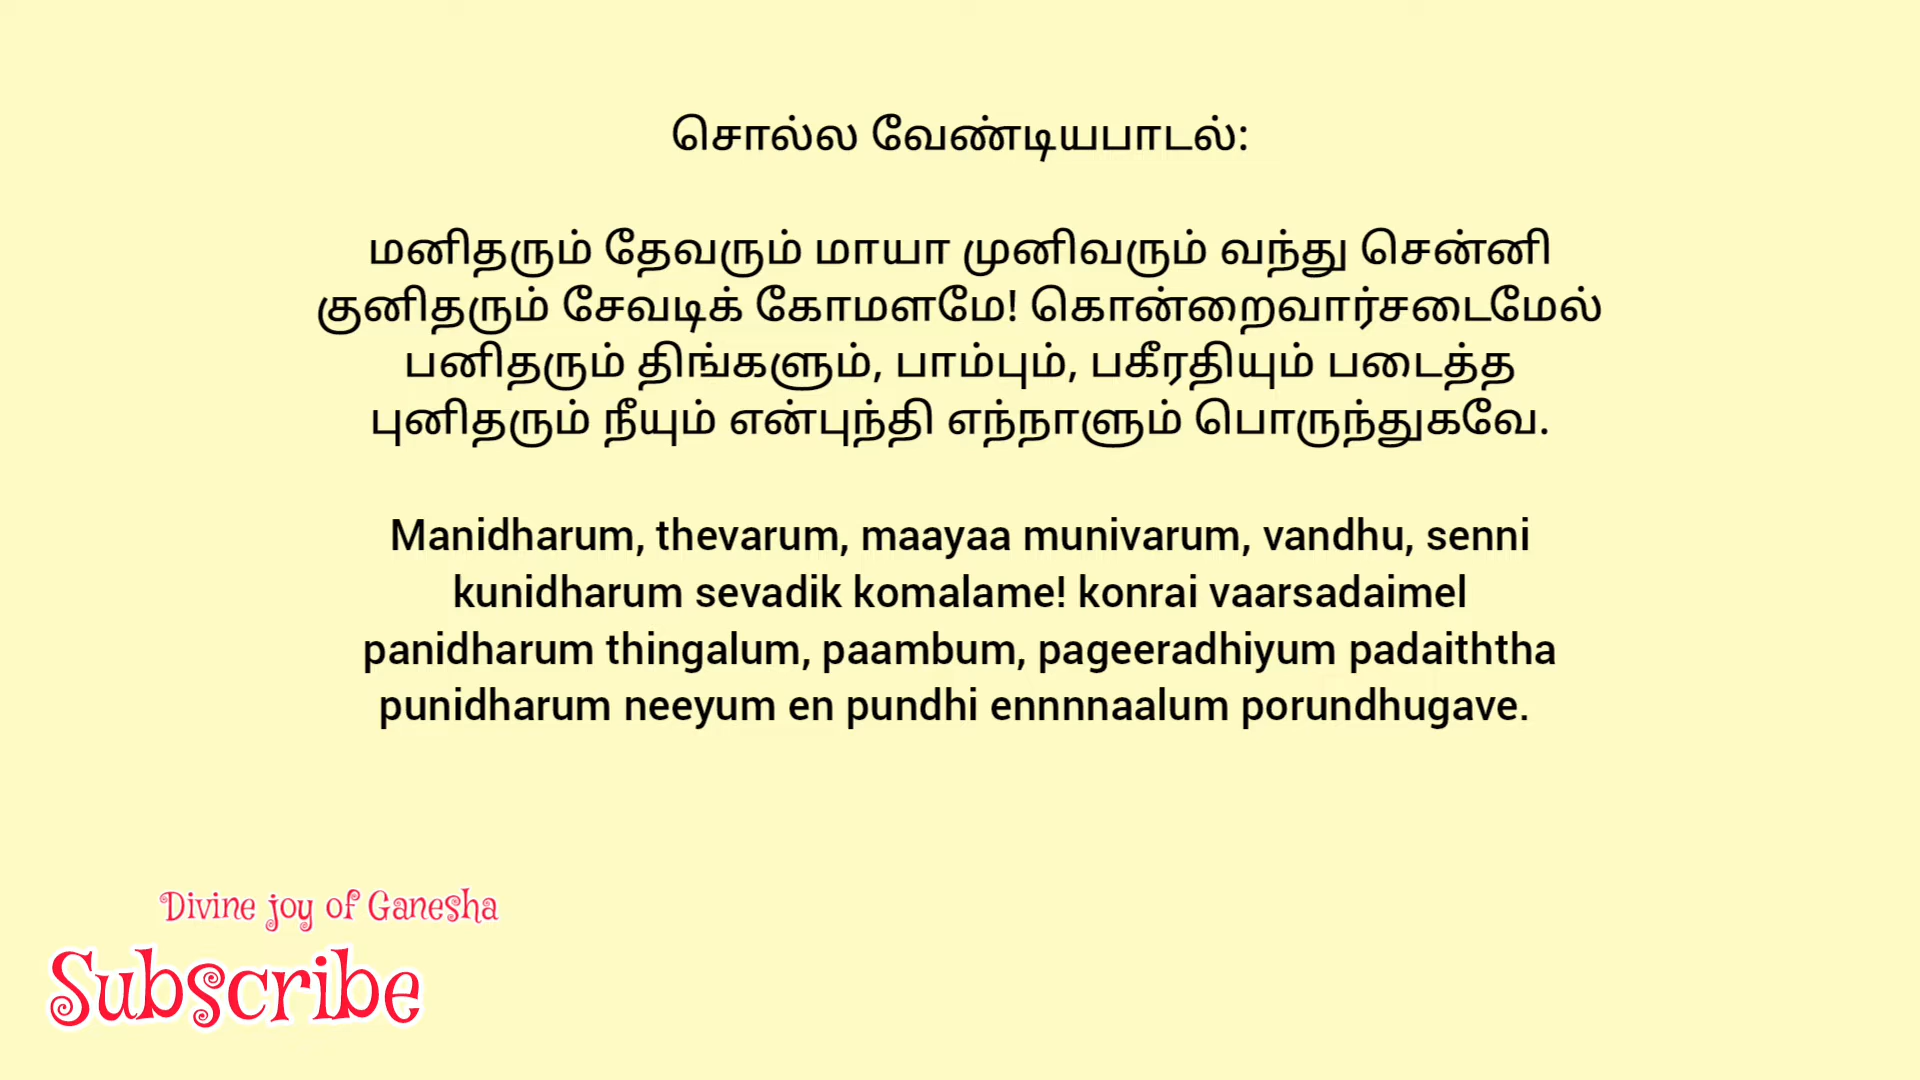 சொல்ல வேண்டியபாடல்:
மனிதரும் தேவரும் மாயா முனிவரும் வந்து சென்னி
குனிதரும் சேவடிக் கோமளமே! கொன்றைவார்சடைமேல்
பனிதரும் திங்களும், பாம்பும், பகீரதியும் படைத்த
புனிதரும் நீயும் என்புந்தி எந்நாளும் பொருந்துகவே.
Manidharum, thevarum, maayaa munivarum, vandhu, senni
kunidharum sevadik komalame! konrai vaarsadaimel
panidharum thingalum, paambum, pageeradhiyum padaiththa
punidharum neeyum en pundhi ennnnaalum porundhugave.
Divine joy of Ganesha
Subscribe